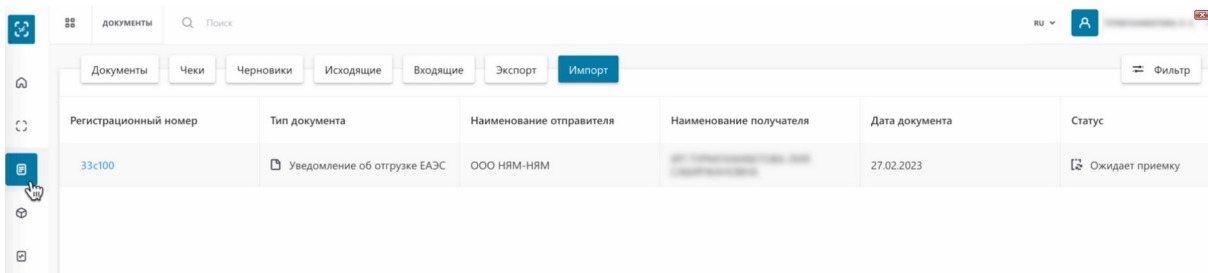 ДОКУМЕНТЫ Поиск RU
Документы Чеки Черновики Исходящие Входящие Экспорт Импорт Фильтр
Регистрационный номер Тип документа Наименование отправителя Наименование получателя Дата документа Статус
33c100 Уведомление об отгрузке ЕАЭС ООО НЯМ-НЯМ 27.02.2023 Ожидает приемку